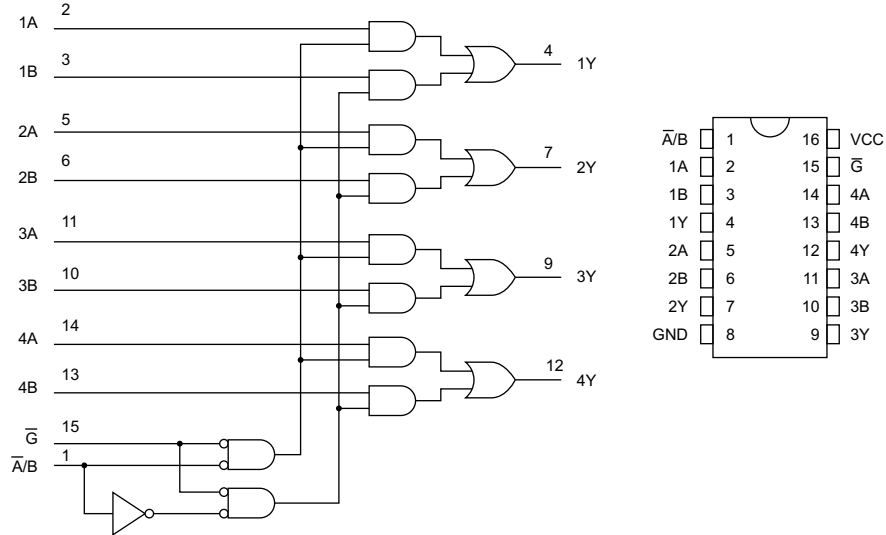 1A 2
4 1Y
1B 3
2A 5
7 2Y
2B 6
3A 11
9 3Y
3B 10
4A 14
12 4Y
4B 13
G̅ 15
A̅/B 1
A̅/B 1 16 VCC
1A 2 15 G̅
1B 3 14 4A
1Y 4 13 4B
2A 5 12 4Y
2B 6 11 3A
2Y 7 10 3B
GND 8 9 3Y